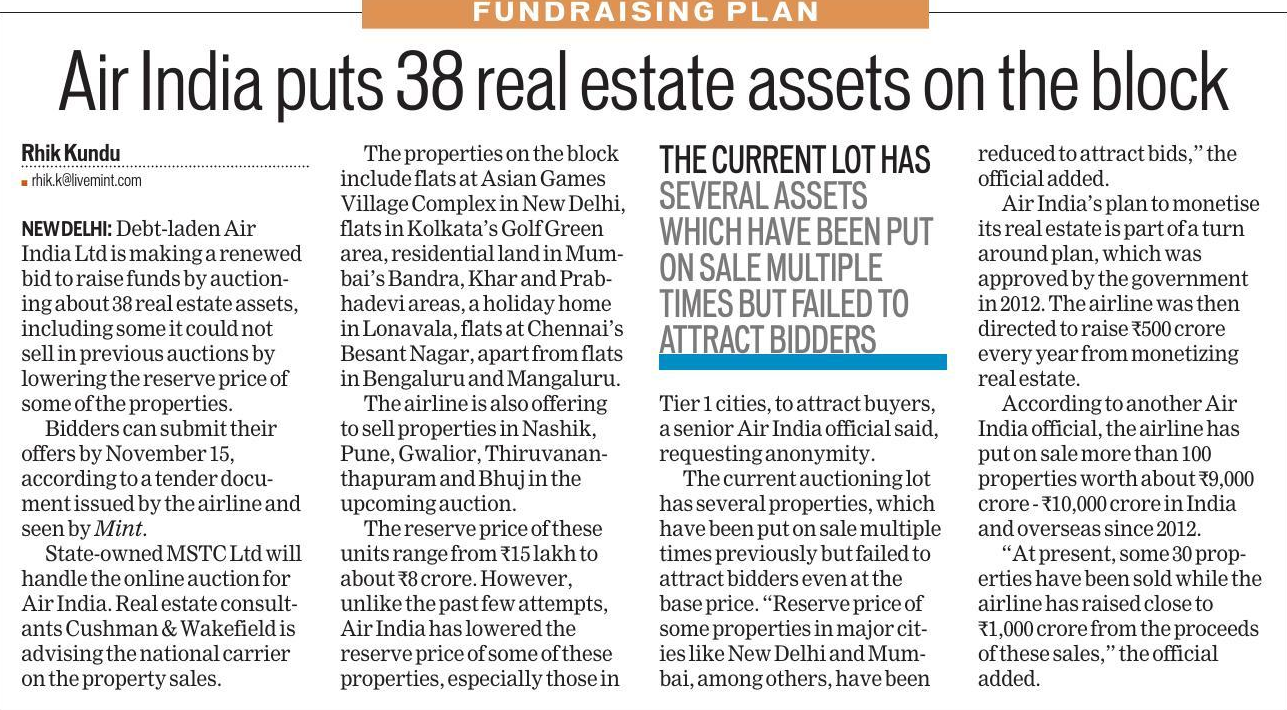 FUNDRAISING PLAN
Air India puts 38 real estate assets on the block
Rhik Kundu
rhik.k@livemint.com
NEW DELHI: Debt-laden Air
India Ltd is making a renewed
bid to raise funds by auction-
ing about 38 real estate assets,
including some it could not
sell in previous auctions by
lowering the reserve price of
some of the properties.
Bidders can submit their
offers by November 15,
according to a tender docu-
ment issued by the airline and
seen by Mint.
State-owned MSTC Ltd will
handle the online auction for
Air India. Real estate consult-
ants Cushman & Wakefield is
advising the national carrier
on the property sales.
The properties on the block
include flats at Asian Games
Village Complex in New Delhi,
flats in Kolkata's Golf Green
area, residential land in Mum-
bai's Bandra, Khar and Prab-
hadevi areas, a holiday home
in Lonavala, flats at Chennai's
Besant Nagar, apart from flats
in Bengaluru and Mangaluru.
The airline is also offering
to sell properties in Nashik,
Pune, Gwalior, Thiruvanan-
thapuram and Bhuj in the
upcoming auction.
The reserve price of these
units range from ₹15 lakh to
about ₹8 crore. However,
unlike the past few attempts,
Air India has lowered the
reserve price of some of these
properties, especially those in
THE CURRENT LOT HAS
SEVERAL ASSETS
WHICH HAVE BEEN PUT
ON SALE MULTIPLE
TIMES BUT FAILED TO
ATTRACT BIDDERS
Tier 1 cities, to attract buyers,
a senior Air India official said,
requesting anonymity.
The current auctioning lot
has several properties, which
have been put on sale multiple
times previously but failed to
attract bidders even at the
base price. “Reserve price of
some properties in major cit-
ies like New Delhi and Mum-
bai, among others, have been
reduced to attract bids,” the
official added.
Air India's plan to monetise
its real estate is part of a turn
around plan, which was
approved by the government
in 2012. The airline was then
directed to raise ₹500 crore
every year from monetizing
real estate.
According to another Air
India official, the airline has
put on sale more than 100
properties worth about ₹9,000
crore - ₹10,000 crore in India
and overseas since 2012.
“At present, some 30 prop-
erties have been sold while the
airline has raised close to
₹1,000 crore from the proceeds
of these sales,” the official
added.